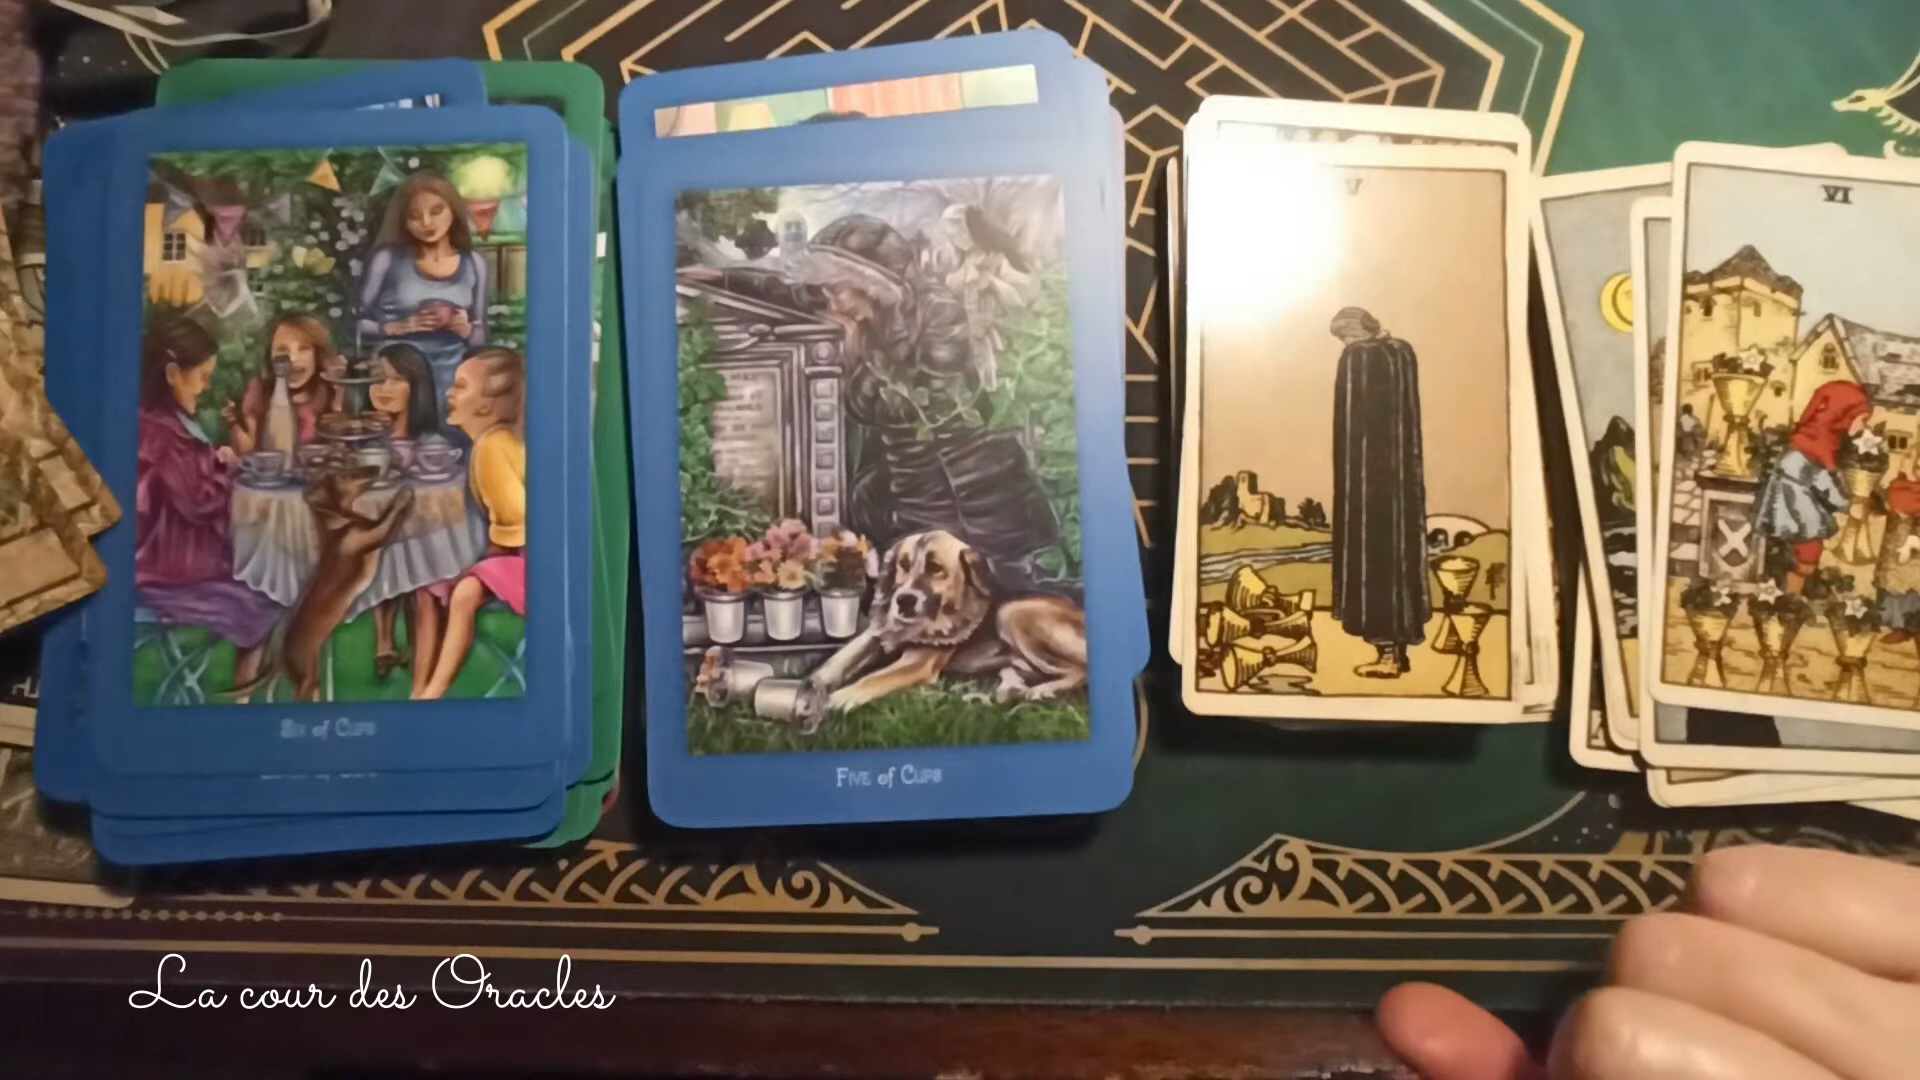 V
VI
Six of Cups
Five of Cups
La cour des Oracles